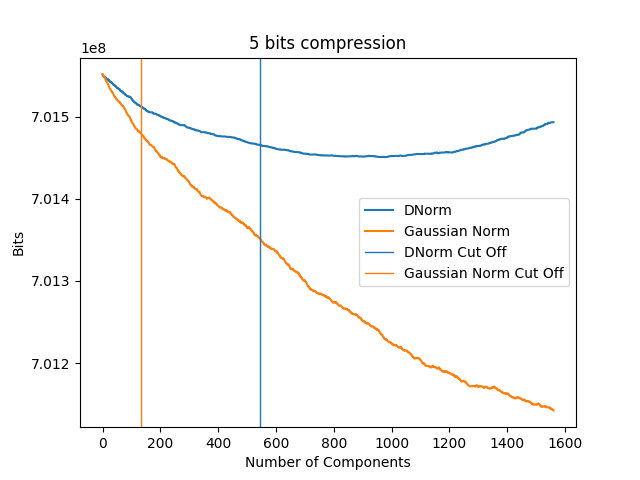 5 bits compression
1e8
7.015
7.014
7.013
7.012
Bits
DNorm
Gaussian Norm
DNorm Cut Off
Gaussian Norm Cut Off
0 200 400 600 800 1000 1200 1400 1600
Number of Components